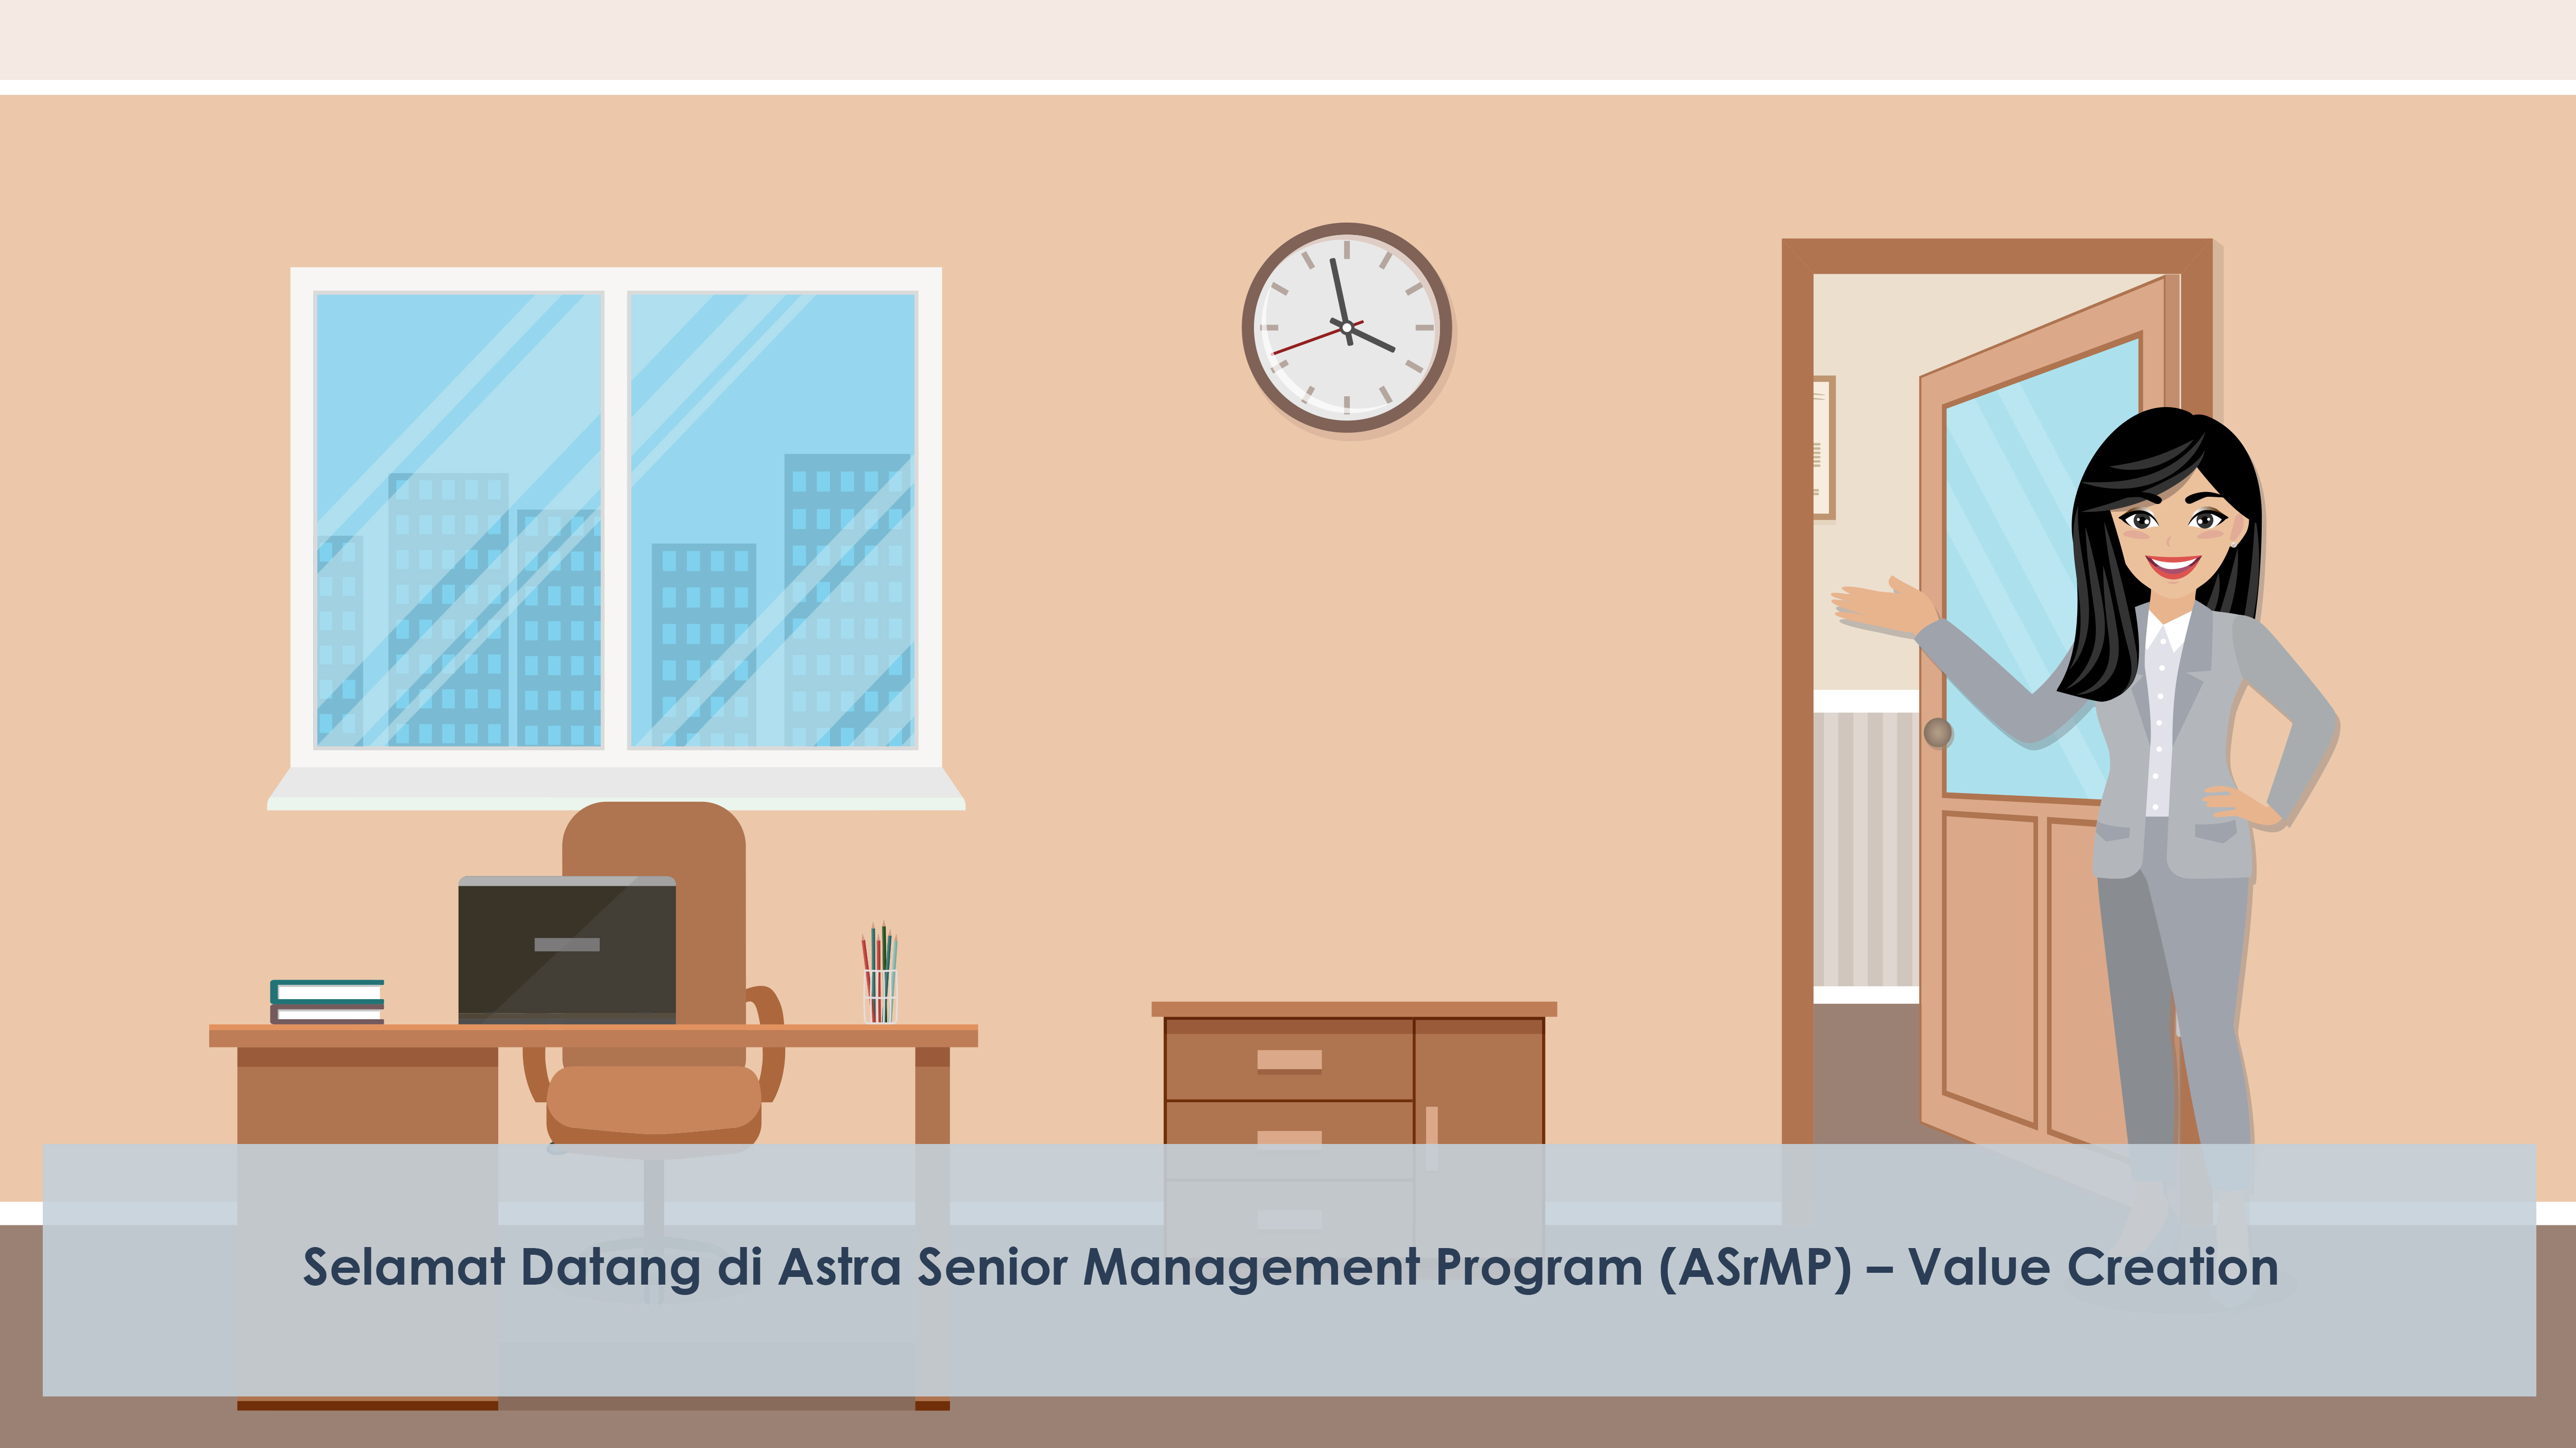 Selamat Datang di Astra Senior Management Program (ASrMP) – Value Creation